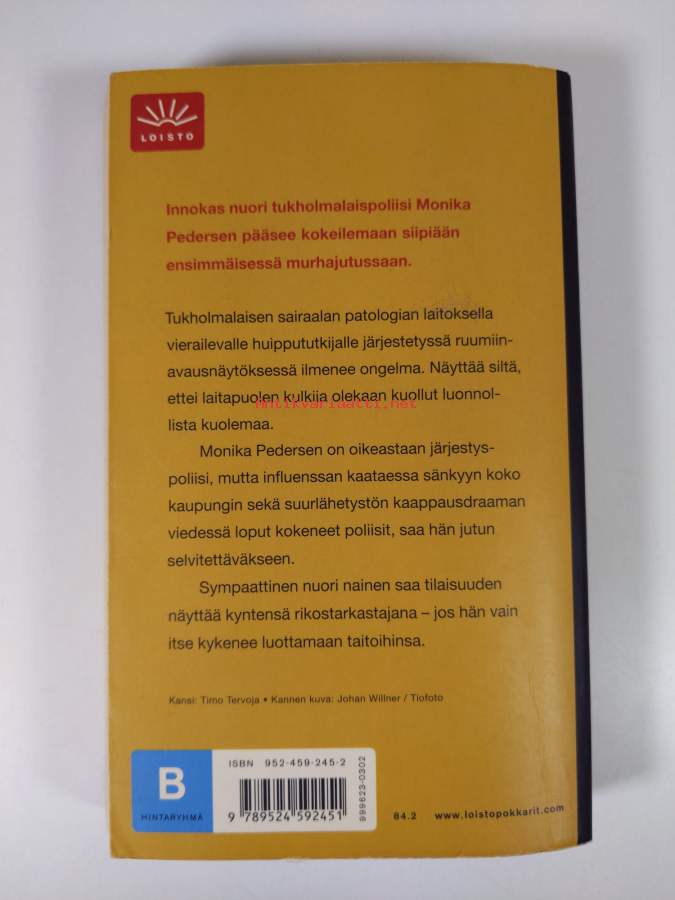 LOISTO
Innokas nuori tukholmalaispoliisi Monika
Pedersen pääsee kokeilemaan siipiään
ensimmäisessä murhajutussaan.
Tukholmalaisen sairaalan patologian laitoksella
vierailevalle huippututkijalle järjestetyssä ruumiin-
avausnäytöksessä ilmenee ongelma. Näyttää siltä,
ettei laitapuolen kulkija olekaan kuollut luonnol-
Antikvariaatti.net
lista kuolemaa.
Monika Pedersen on oikeastaan järjestys-
poliisi, mutta influenssan kaataessa sänkyyn koko
kaupungin sekä suurlähetystön kaappausdraaman
viedessä loput kokeneet poliisit, saa hän jutun
selvitettäväkseen.
Sympaattinen nuori nainen saa tilaisuuden
näyttää kyntensä rikostarkastajana – jos hän vain
itse kykenee luottamaan taitoihinsa.
Kansi: Timo Tervoja • Kannen kuva: Johan Willner / Tiofoto
B
HINTARYHMÄ
ISBN 952-459-245-2
9 789524 592451
999623-0302
84.2
www.loistopokkarit.com